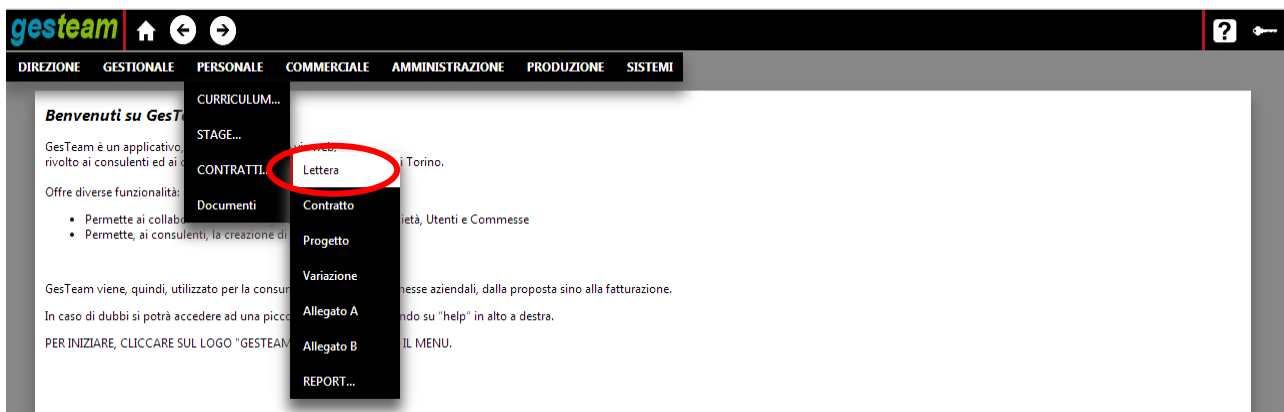 gesteam ?
DIREZIONE GESTIONALE PERSONALE COMMERCIALE AMMINISTRAZIONE PRODUZIONE SISTEMI
CURRICULUM...
STAGE...
CONTRATTI...
Documenti
Lettera
Contratto
Progetto
Variazione
Allegato A
Allegato B
REPORT...
Benvenuti su GesT
GesTeam è un applicativo, via web,
rivolto ai consulenti ed ai i Torino.
Offre diverse funzionalità:
• Permette ai collabo ietà, Utenti e Commesse
• Permette, ai consulenti, la creazione di
GesTeam viene, quindi, utilizzato per la consu esse aziendali, dalla proposta sino alla fatturazione.
In caso di dubbi si potrà accedere ad una picco ndo su "help" in alto a destra.
PER INIZIARE, CLICCARE SUL LOGO "GESTEAM IL MENU.